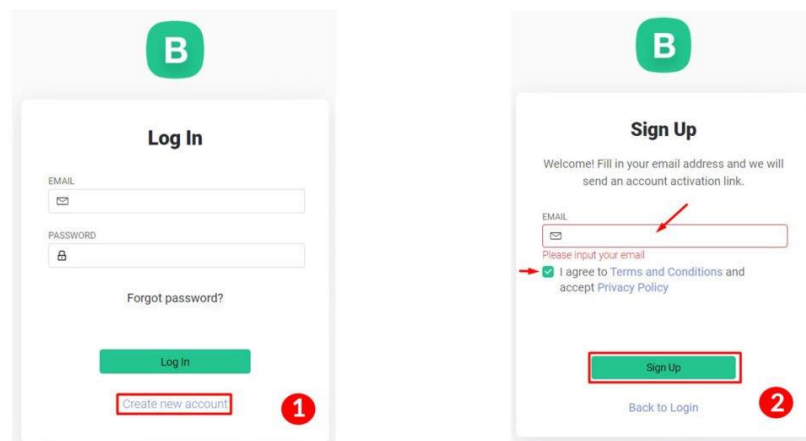 B
Log In
EMAIL
PASSWORD
Forgot password?
Log In
Create new account
1
B
Sign Up
Welcome! Fill in your email address and we will
send an account activation link.
EMAIL
Please input your email
I agree to Terms and Conditions and
accept Privacy Policy
Sign Up
Back to Login
2